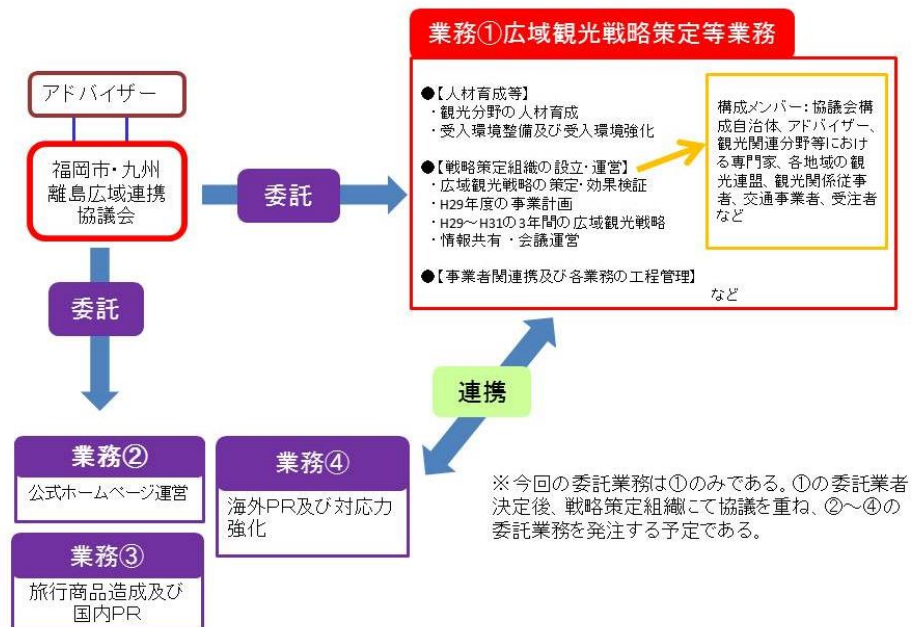 業務①広域観光戦略策定等業務
アドバイザー
福岡市・九州
離島広域連携
協議会
委託
●【人材育成等】
・観光分野の人材育成
・受入環境整備及び受入環境強化
●【戦略策定組織の設立・運営】
・広域観光戦略の策定・効果検証
・H29年度の事業計画
・H29～H31の3年間の広域観光戦略
・情報共有・会議運営
●【事業者間連携及び各業務の工程管理】
など
構成メンバー：協議会構
成自治体、アドバイザー、
観光関連分野等におけ
る専門家、各地域の観
光連盟、観光関係従事
者、交通事業者、受注者
など
委託
連携
業務②
公式ホームページ運営
業務④
海外PR及び対応力
強化
業務③
旅行商品造成及び
国内PR
※今回の委託業務は①のみである。①の委託業者
決定後、戦略策定組織にて協議を重ね、②～④の
委託業務を発注する予定である。